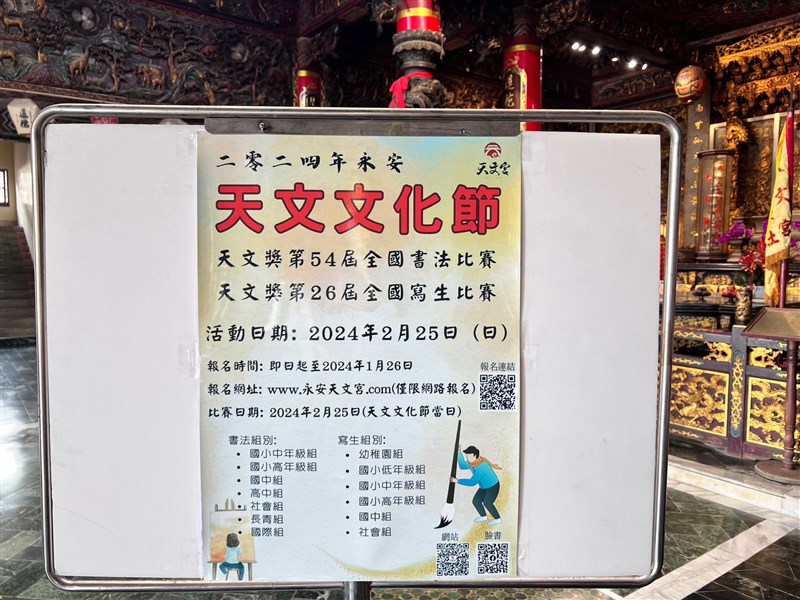 二零二四年永安
天文宮
天文文化節
天文獎第54屆全國書法比賽
天文獎第26屆全國寫生比賽
活動日期: 2024年2月25日 (日)
報名時間: 即日起至2024年1月26日
報名連結
報名網址: www.永安天文宮.com(僅限網路報名)
比賽日期: 2024年2月25日(天文文化節當日)
書法組別:
• 國小中年級組
• 國小高年級組
• 國中組
• 高中組
• 社會組
• 長青組
• 國際組
寫生組別:
• 幼稚園組
• 國小低年級組
• 國小中年級組
• 國小高年級組
• 國中組
• 社會組
網站
臉書